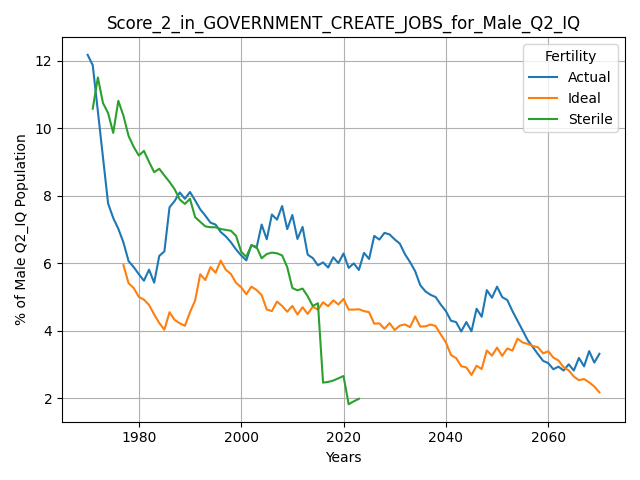 Score_2_in_GOVERNMENT_CREATE_JOBS_for_Male_Q2_IQ
Fertility
Actual
Ideal
Sterile
% of Male Q2_IQ Population
12
10
8
6
4
2
1980
2000
2020
2040
2060
Years